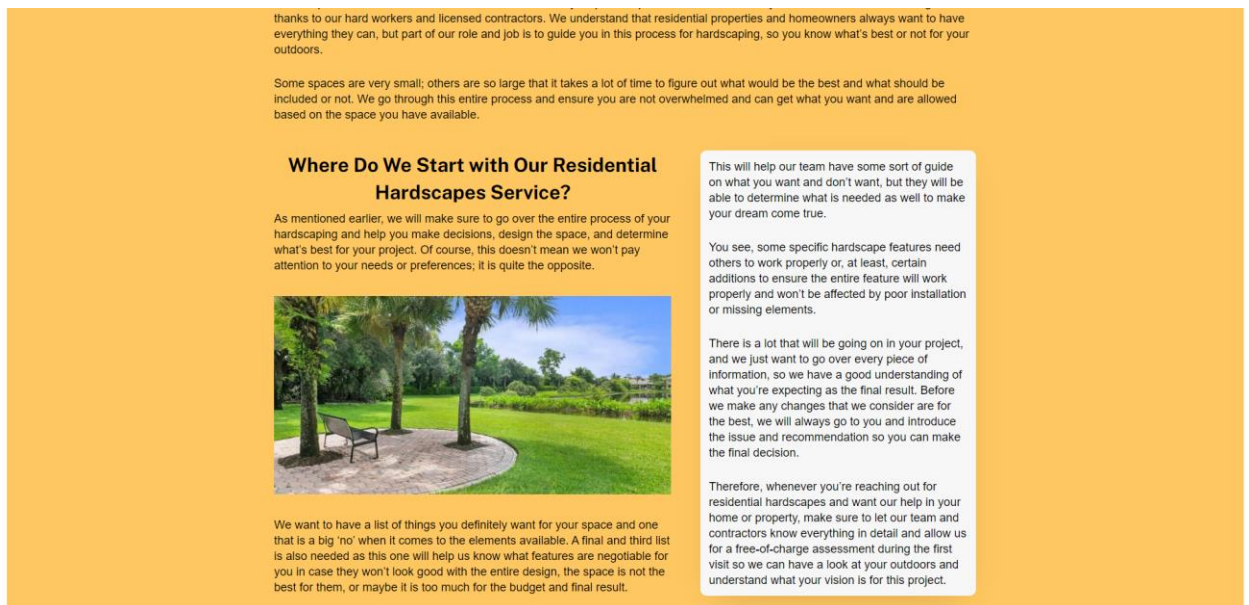 thanks to our hard workers and licensed contractors. We understand that residential properties and homeowners always want to have
everything they can, but part of our role and job is to guide you in this process for hardscaping, so you know what’s best or not for your
outdoors.
Some spaces are very small; others are so large that it takes a lot of time to figure out what would be the best and what should be
included or not. We go through this entire process and ensure you are not overwhelmed and can get what you want and are allowed
based on the space you have available.
Where Do We Start with Our Residential
Hardscapes Service?
As mentioned earlier, we will make sure to go over the entire process of your
hardscaping and help you make decisions, design the space, and determine
what’s best for your project. Of course, this doesn’t mean we won’t pay
attention to your needs or preferences; it is quite the opposite.
We want to have a list of things you definitely want for your space and one
that is a big ‘no’ when it comes to the elements available. A final and third list
is also needed as this one will help us know what features are negotiable for
you in case they won’t look good with the entire design, the space is not the
best for them, or maybe it is too much for the budget and final result.
This will help our team have some sort of guide
on what you want and don’t want, but they will be
able to determine what is needed as well to make
your dream come true.
You see, some specific hardscape features need
others to work properly or, at least, certain
additions to ensure the entire feature will work
properly and won’t be affected by poor installation
or missing elements.
There is a lot that will be going on in your project,
and we just want to go over every piece of
information, so we have a good understanding of
what you’re expecting as the final result. Before
we make any changes that we consider are for
the best, we will always go to you and introduce
the issue and recommendation so you can make
the final decision.
Therefore, whenever you’re reaching out for
residential hardscapes and want our help in your
home or property, make sure to let our team and
contractors know everything in detail and allow us
for a free-of-charge assessment during the first
visit so we can have a look at your outdoors and
understand what your vision is for this project.